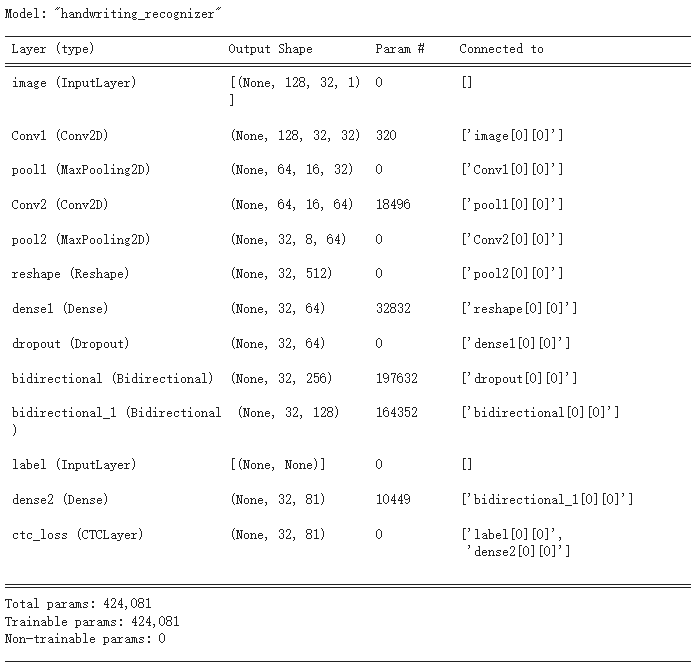 Model: "handwriting_recognizer"
Layer (type) Output Shape Param # Connected to
image (InputLayer) [(None, 128, 32, 1) 0 []
]
Conv1 (Conv2D) (None, 128, 32, 32) 320 ['image[0][0]']
pool1 (MaxPooling2D) (None, 64, 16, 32) 0 ['Conv1[0][0]']
Conv2 (Conv2D) (None, 64, 16, 64) 18496 ['pool1[0][0]']
pool2 (MaxPooling2D) (None, 32, 8, 64) 0 ['Conv2[0][0]']
reshape (Reshape) (None, 32, 512) 0 ['pool2[0][0]']
dense1 (Dense) (None, 32, 64) 32832 ['reshape[0][0]']
dropout (Dropout) (None, 32, 64) 0 ['dense1[0][0]']
bidirectional (Bidirectional) (None, 32, 256) 197632 ['dropout[0][0]']
bidirectional_1 (Bidirectional (None, 32, 128) 164352 ['bidirectional[0][0]']
)
label (InputLayer) [(None, None)] 0 []
dense2 (Dense) (None, 32, 81) 10449 ['bidirectional_1[0][0]']
ctc_loss (CTCLayer) (None, 32, 81) 0 ['label[0][0]',
'dense2[0][0]']
Total params: 424,081
Trainable params: 424,081
Non-trainable params: 0